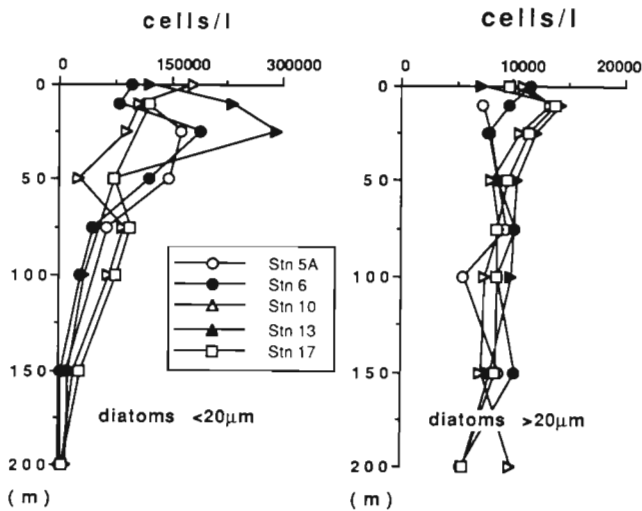 cells/l
0 1500000 300000
0
50
100
150
200
(m)
Stn 5A
Stn 6
Stn 10
Stn 13
Stn 17
diatoms <20µm
cells/l
0 10000 20000
0
50
100
150
200
(m)
diatoms >20µm